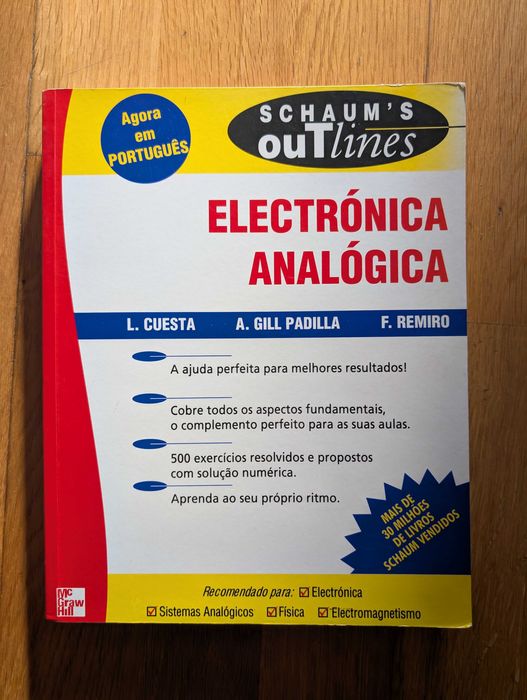 Agora
em
PORTUGUÊS
SCHAUM'S
ouTlines
ELECTRÓNICA
ANALÓGICA
L. CUESTA A. GILL PADILLA F. REMIRO
A ajuda perfeita para melhores resultados!
Cobre todos os aspectos fundamentais,
o complemento perfeito para as suas aulas.
500 exercícios resolvidos e propostos
com solução numérica.
Aprenda ao seu próprio ritmo.
MAIS DE
30 MILHÕES
DE LIVROS
SCHAUM VENDIDOS
Mc
Graw
Hill
Recomendado para: Electrónica
Sistemas Analógicos Física Electromagnetismo